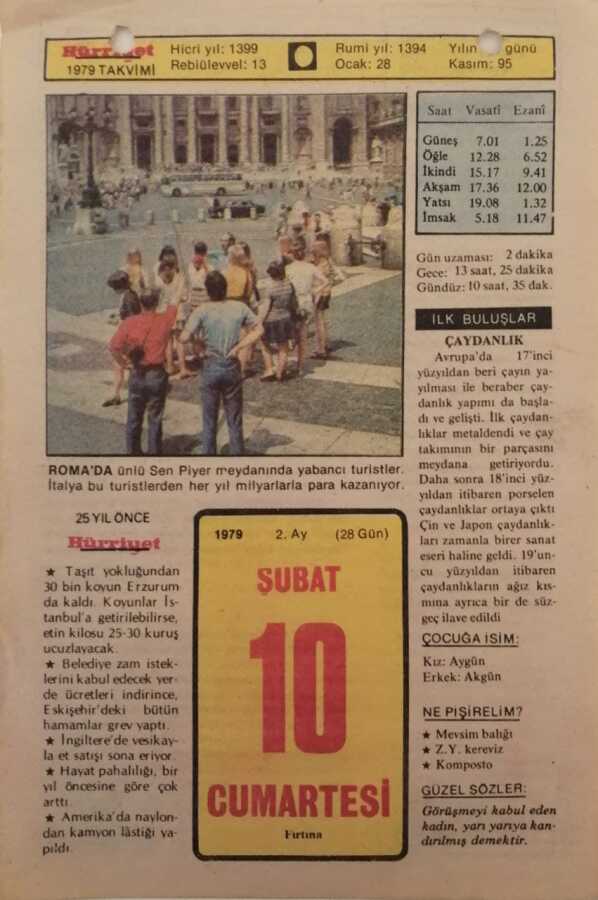 Hürriyet
1979 TAKVİMİ
Hicri yıl: 1399
Rebiülevvel: 13
Rumi yıl: 1394
Ocak: 28
Yılın günü
Kasım: 95
Saat Vasatî Ezanî
Güneş 7.01 1.25
Öğle 12.28 6.52
İkindi 15.17 9.41
Akşam 17.36 12.00
Yatsı 19.08 1.32
İmsak 5.18 11.47
Gün uzaması: 2 dakika
Gece: 13 saat, 25 dakika
Gündüz: 10 saat, 35 dak.
ROMA'DA ünlü Sen Piyer meydanında yabancı turistler.
İtalya bu turistlerden her yıl milyarlarla para kazanıyor.
25 YIL ÖNCE
Hürriyet
★ Taşıt yokluğundan
30 bin koyun Erzurum
da kaldı. Koyunlar İs-
tanbul'a getirilebilirse,
etin kilosu 25-30 kuruş
ucuzlayacak.
★ Belediye zam istek-
lerini kabul edecek yer-
de ücretleri indirince,
Eskişehir'deki bütün
hamamlar grev yaptı.
★ İngiltere'de vesikay-
la et satışı sona eriyor.
★ Hayat pahalılığı, bir
yıl öncesine göre çok
arttı.
★ Amerika'da naylon-
dan kamyon lâstiği ya-
pıldı.
1979 2. Ay (28 Gün)
ŞUBAT
10
CUMARTESİ
Fırtına
İLK BULUŞLAR
ÇAYDANLIK
Avrupa'da 17'inci
yüzyıldan beri çayın ya-
yılması ile beraber çay-
danlık yapımı da başla-
dı ve gelişti. İlk çaydan-
lıklar metaldendi ve çay
takımının bir parçasını
meydana getiriyordu.
Daha sonra 18'inci yüz-
yıldan itibaren porselen
çaydanlıklar ortaya çıktı
Çin ve Japon çaydanlık-
ları zamanla birer sanat
eseri haline geldi. 19'un-
cu yüzyıldan itibaren
çaydanlıkların ağız kıs-
mına ayrıca bir de süz-
geç ilave edildi
ÇOCUĞA İSİM:
Kız: Aygün
Erkek: Akgün
NE PİŞİRELİM?
★ Mevsim balığı
★ Z.Y. kereviz
★ Komposto
GÜZEL SÖZLER:
Görüşmeyi kabul eden
kadın, yarı yarıya kan-
dırılmış demektir.